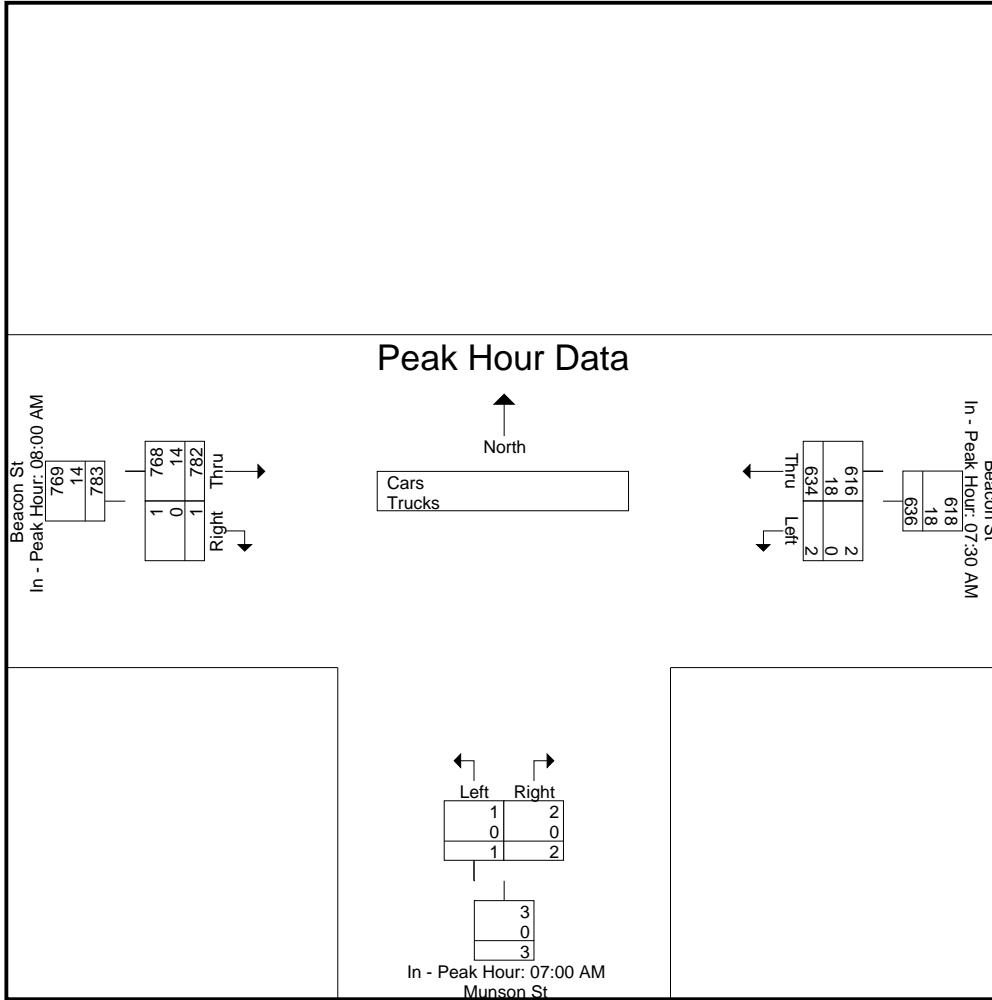 Peak Hour Data
North
Cars
Trucks
Beacon St
In - Peak Hour: 08:00 AM
769
14
783
768
14
782
Thru
1
0
1
Right
Beacon St
In - Peak Hour: 07:30 AM
618
18
636
616
18
634
Thru
2
0
2
Left
Left Right
1 2
0 0
1 2
3
0
3
In - Peak Hour: 07:00 AM
Munson St